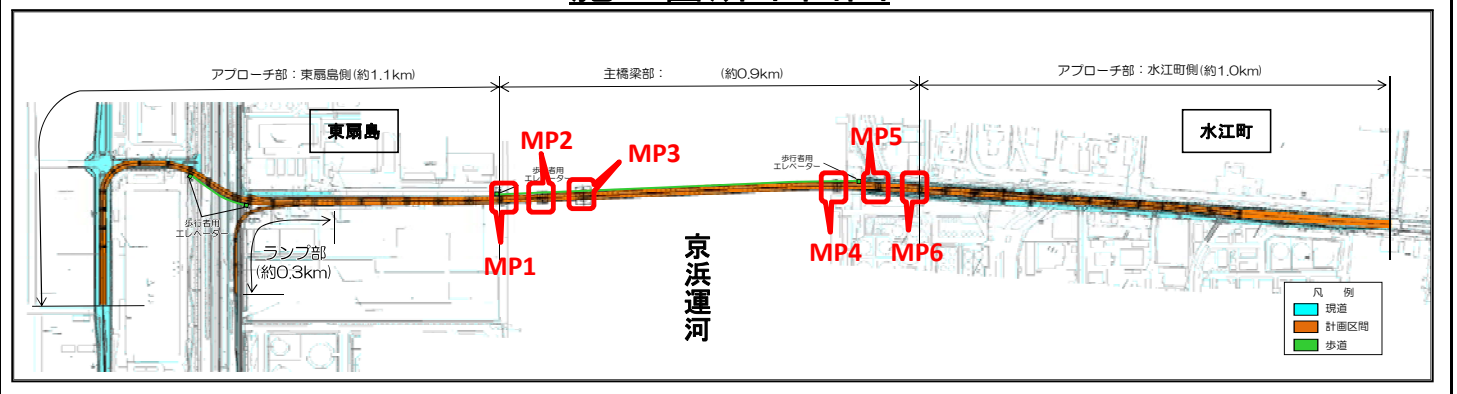 アプローチ部：東扇島側(約1.1km)
主橋梁部：　(約0.9km)
アプローチ部：水江町側(約1.0km)
東扇島
水江町
MP2
MP3
MP5
歩行者用
エレベーター
歩行者用
エレベーター
歩行者用
エレベーター
ランプ部
(約0.3km)
MP1
MP4
MP6
京浜運河
凡　例
現道
計画区間
歩道